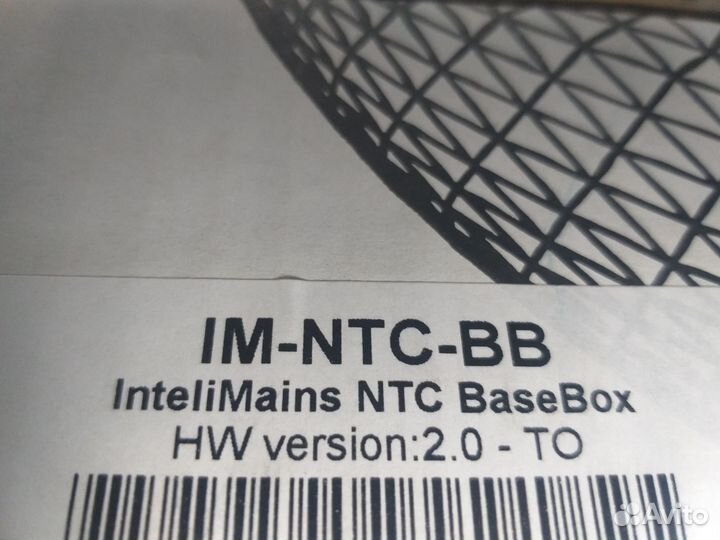 IM-NTC-BB
InteliMains NTC BaseBox
HW version:2.0 - TO
Avito